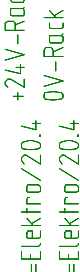 +24V-Rac
=Elektro/20.4
0V-Rack
=Elektro/20.4